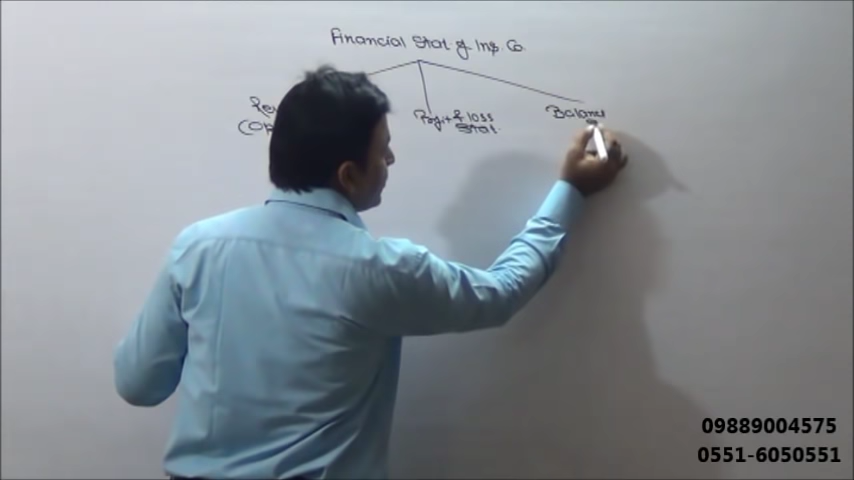 Financial Stat. of Ins. Co.
Profit & loss
Stat.
Balance
09889004575
0551-6050551